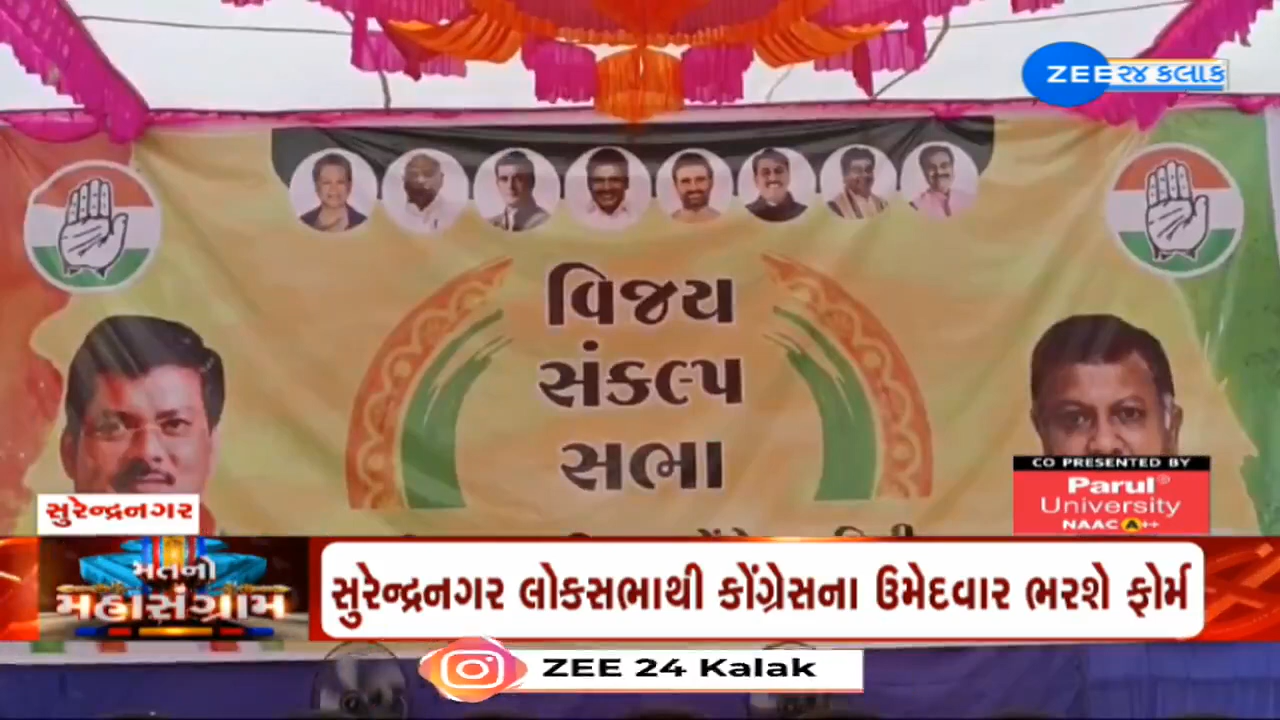 ZEE ૨૪ કલાક
વિજય
સંકલ્પ
સભા
CO PRESENTED BY
Parul®
University
NAAC A++
સુરેન્દ્રનગર
મતનો
મહાસંગ્રામ
સુરેન્દ્રનગર લોકસભાથી કોંગ્રેસના ઉમેદવાર ભરશે ફોર્મ
ZEE 24 Kalak